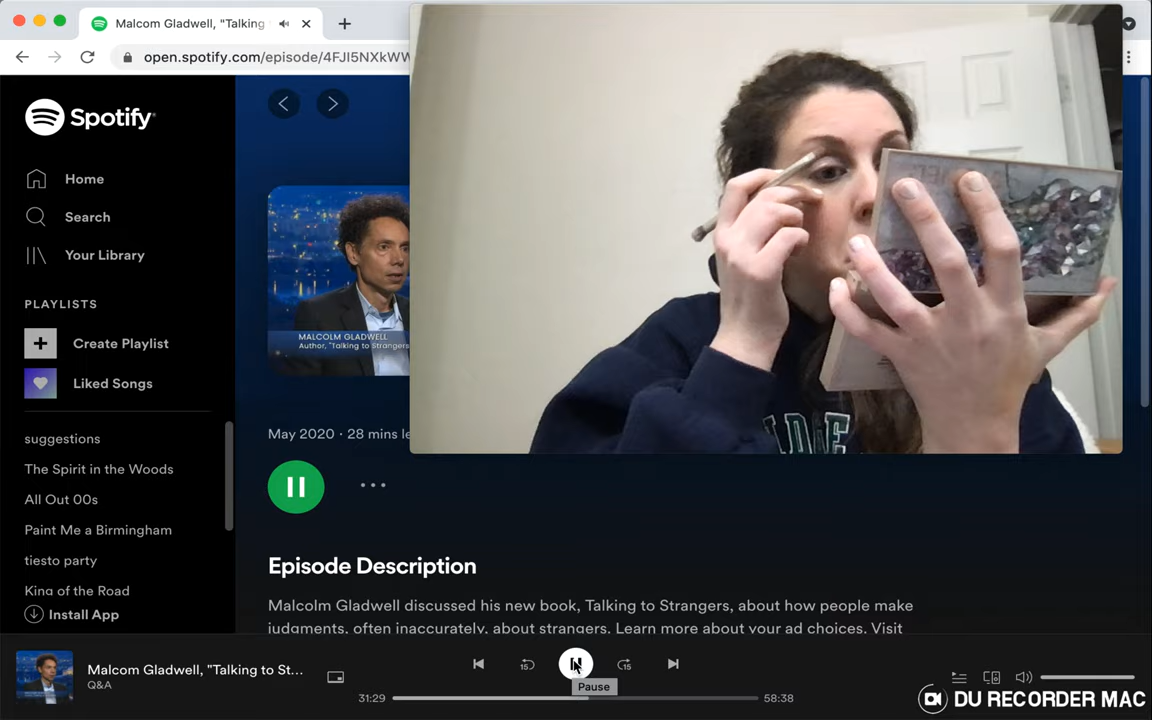 Malcom Gladwell, "Talking
open.spotify.com/episode/4FJI5NXkWW
Spotify
Home
Search
Your Library
PLAYLISTS
Create Playlist
Liked Songs
suggestions
The Spirit in the Woods
All Out 00s
Paint Me a Birmingham
tiesto party
King of the Road
Install App
MALCOLM GLADWELL
Author, "Talking to Strangers
May 2020 · 28 mins le
Episode Description
Malcolm Gladwell discussed his new book, Talking to Strangers, about how people make
judgments, often inaccurately, about strangers. Learn more about your ad choices. Visit
Malcom Gladwell, "Talking to St...
Q&A
15
15
Pause
31:29
58:38
DU RECORDER MAC